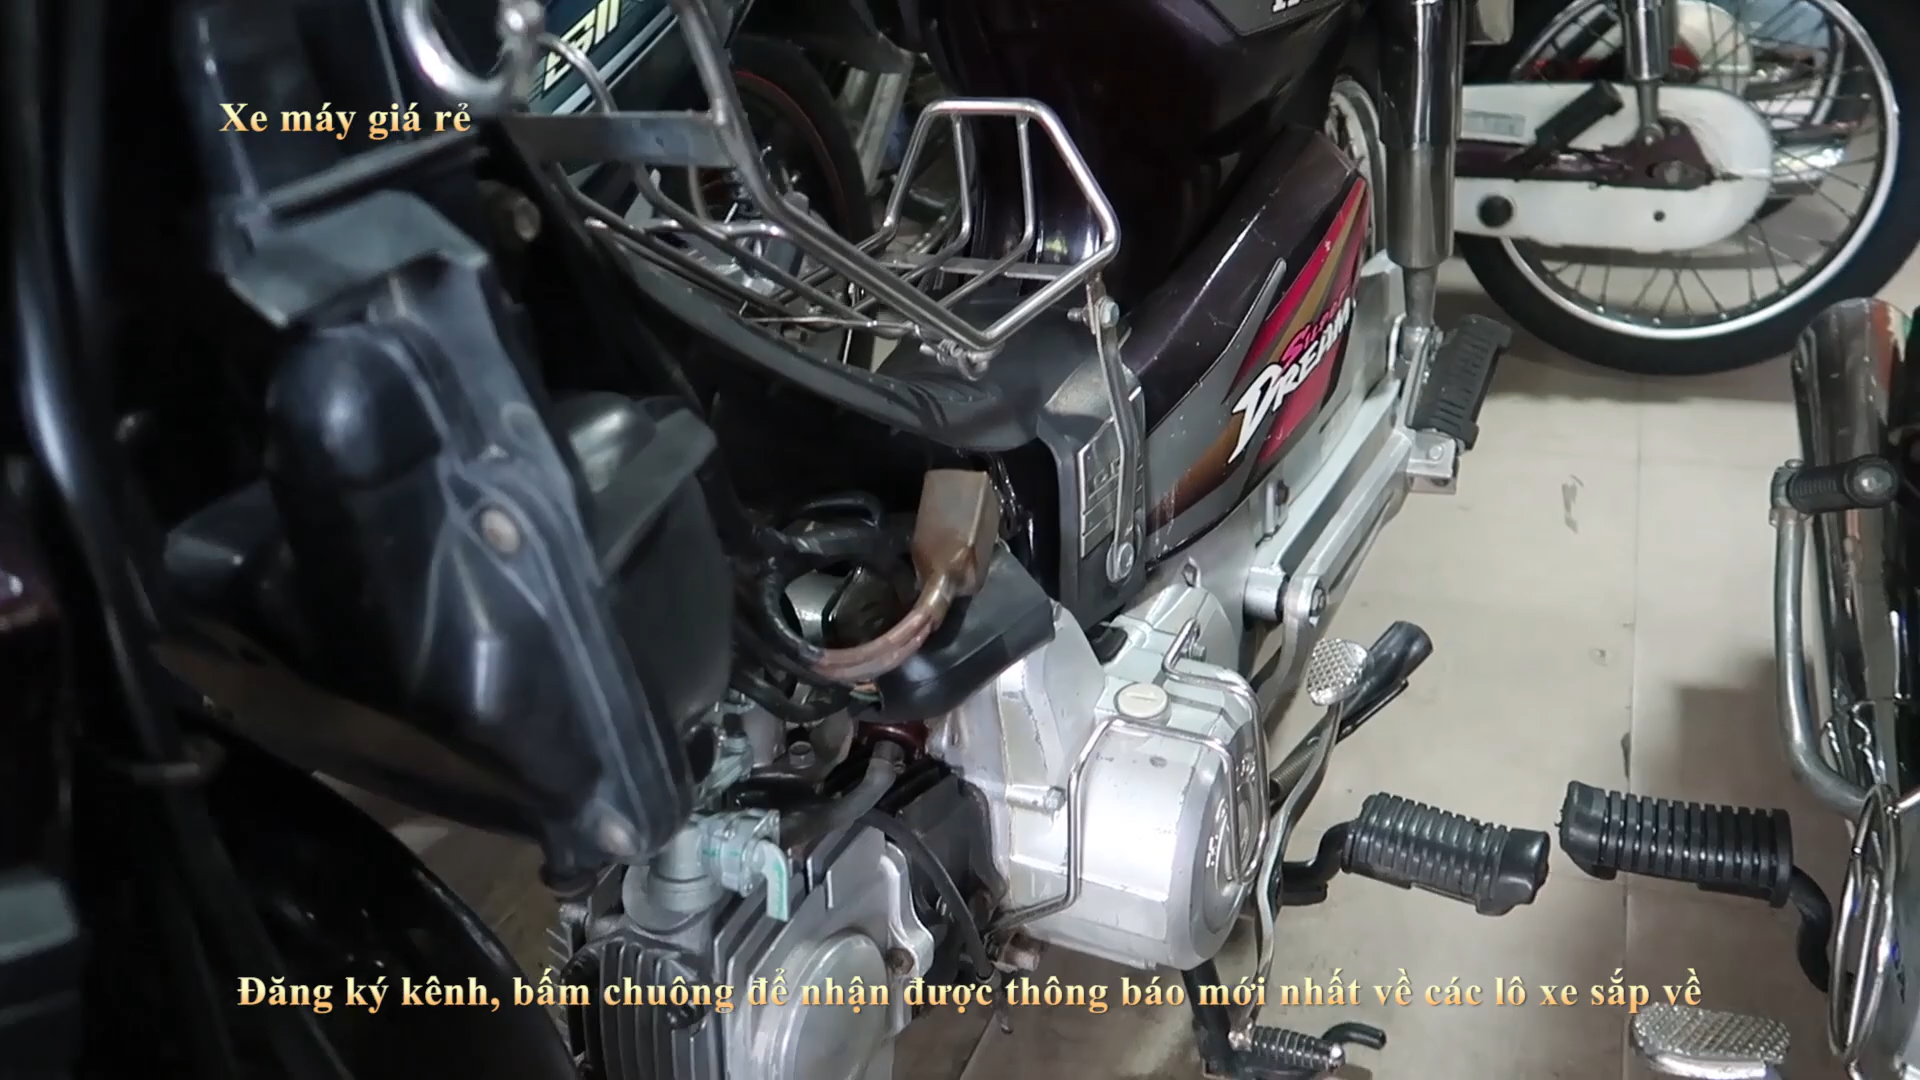 Xe máy giá rẻ
Super
DREAM
Đăng ký kênh, bấm chuông để nhận được thông báo mới nhất về các lô xe sắp về